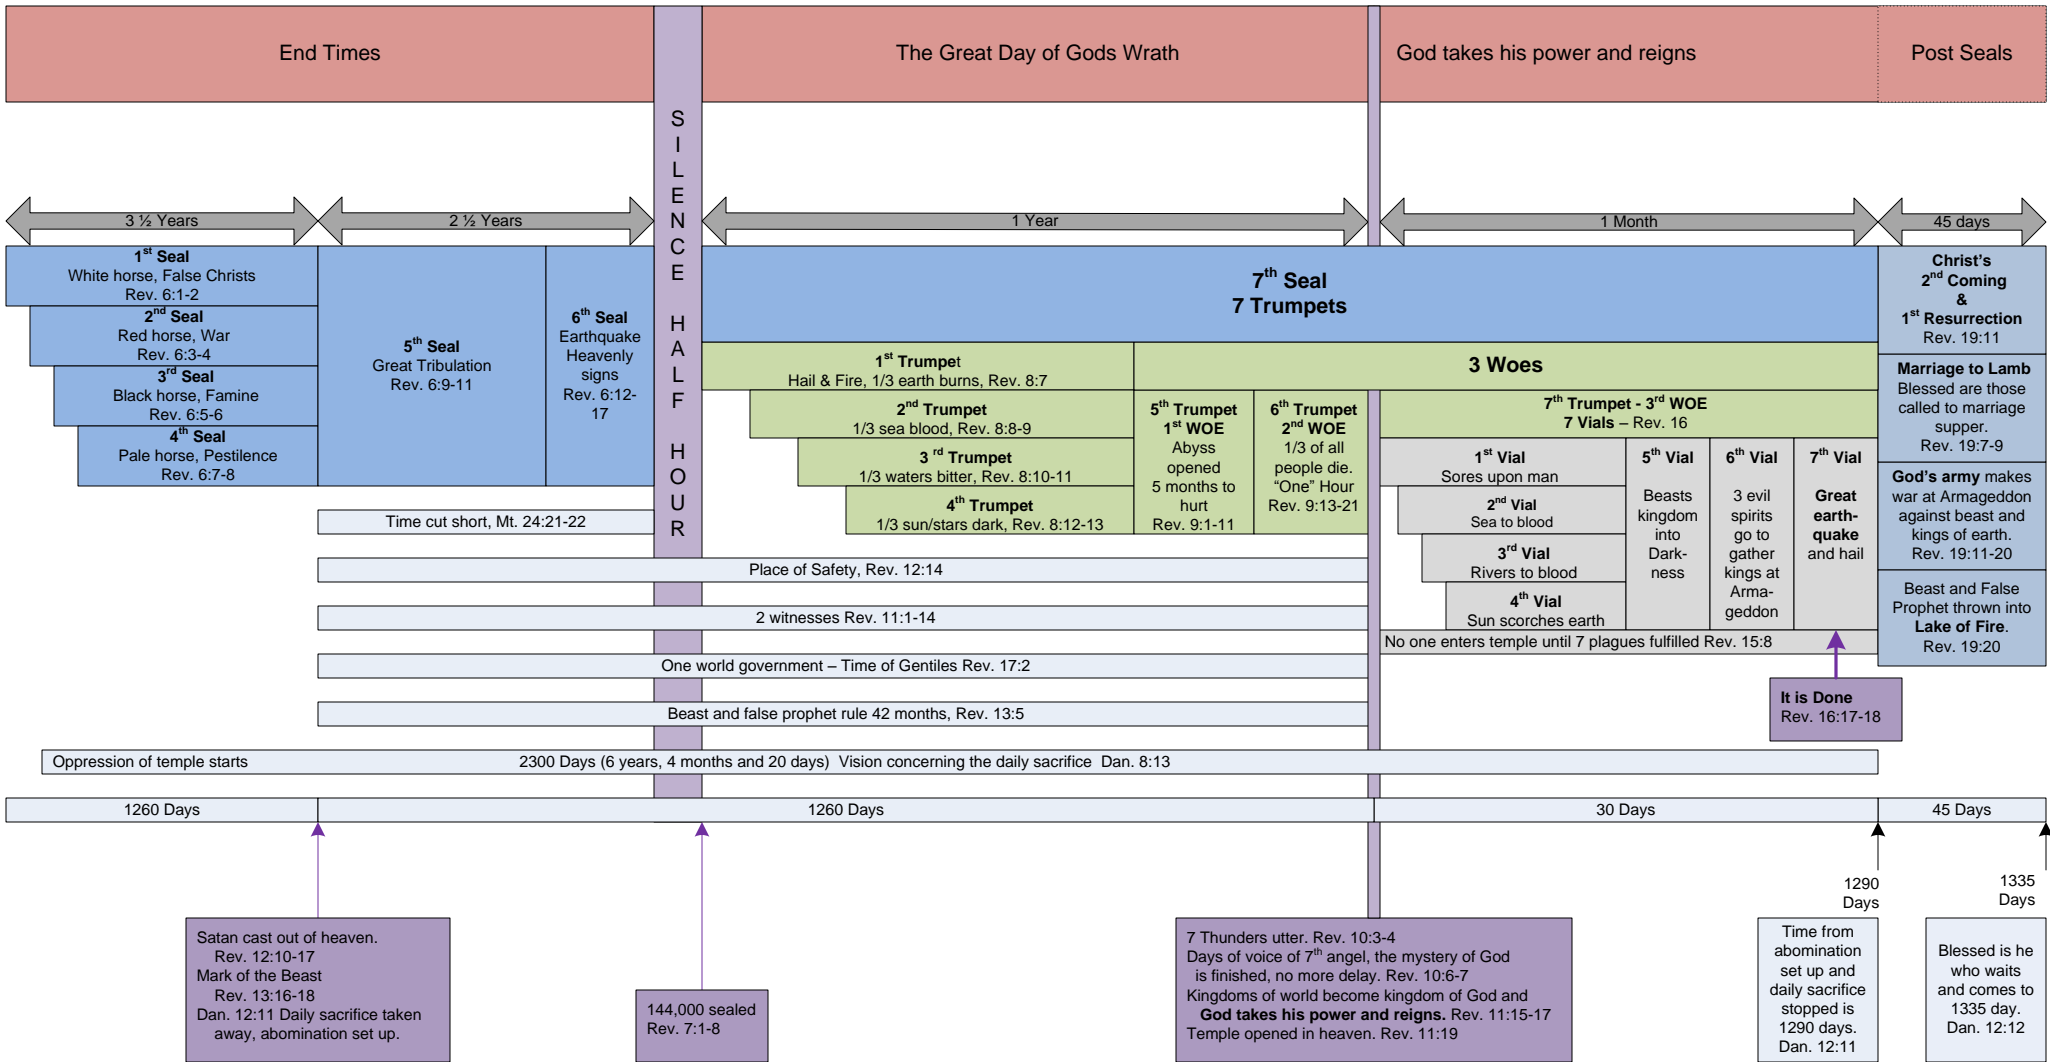 End Times
The Great Day of Gods Wrath
God takes his power and reigns
Post Seals
S
I
L
E
N
C
E
H
A
L
F
H
O
U
R
3 ½ Years
2 ½ Years
1 Year
1 Month
45 days
1st Seal
White horse, False Christs
Rev. 6:1-2
2nd Seal
Red horse, War
Rev. 6:3-4
3rd Seal
Black horse, Famine
Rev. 6:5-6
4th Seal
Pale horse, Pestilence
Rev. 6:7-8
5th Seal
Great Tribulation
Rev. 6:9-11
6th Seal
Earthquake
Heavenly
signs
Rev. 6:12-
17
7th Seal
7 Trumpets
1st Trumpet
Hail & Fire, 1/3 earth burns, Rev. 8:7
2nd Trumpet
1/3 sea blood, Rev. 8:8-9
3 rd Trumpet
1/3 waters bitter, Rev. 8:10-11
4th Trumpet
1/3 sun/stars dark, Rev. 8:12-13
3 Woes
5th Trumpet
1st WOE
Abyss
opened
5 months to
hurt
Rev. 9:1-11
6th Trumpet
2nd WOE
1/3 of all
people die.
“One” Hour
Rev. 9:13-21
7th Trumpet - 3rd WOE
7 Vials – Rev. 16
1st Vial
Sores upon man
2nd Vial
Sea to blood
3rd Vial
Rivers to blood
4th Vial
Sun scorches earth
5th Vial
Beasts
kingdom
into
Dark-
ness
6th Vial
3 evil
spirits
go to
gather
kings at
Arma-
geddon
7th Vial
Great
earth-
quake
and hail
No one enters temple until 7 plagues fulfilled Rev. 15:8
Christ’s
2nd Coming
&
1st Resurrection
Rev. 19:11
Marriage to Lamb
Blessed are those
called to marriage
supper.
Rev. 19:7-9
God’s army makes
war at Armageddon
against beast and
kings of earth.
Rev. 19:11-20
Beast and False
Prophet thrown into
Lake of Fire.
Rev. 19:20
Time cut short, Mt. 24:21-22
Place of Safety, Rev. 12:14
2 witnesses Rev. 11:1-14
One world government – Time of Gentiles Rev. 17:2
Beast and false prophet rule 42 months, Rev. 13:5
It is Done
Rev. 16:17-18
Oppression of temple starts
2300 Days (6 years, 4 months and 20 days)  Vision concerning the daily sacrifice  Dan. 8:13
1260 Days
1260 Days
30 Days
45 Days
1290
Days
1335
Days
Satan cast out of heaven.
Rev. 12:10-17
Mark of the Beast
Rev. 13:16-18
Dan. 12:11 Daily sacrifice taken
away, abomination set up.
144,000 sealed
Rev. 7:1-8
7 Thunders utter. Rev. 10:3-4
Days of voice of 7th angel, the mystery of God
is finished, no more delay. Rev. 10:6-7
Kingdoms of world become kingdom of God and
God takes his power and reigns. Rev. 11:15-17
Temple opened in heaven. Rev. 11:19
Time from
abomination
set up and
daily sacrifice
stopped is
1290 days.
Dan. 12:11
Blessed is he
who waits
and comes to
1335 day.
Dan. 12:12